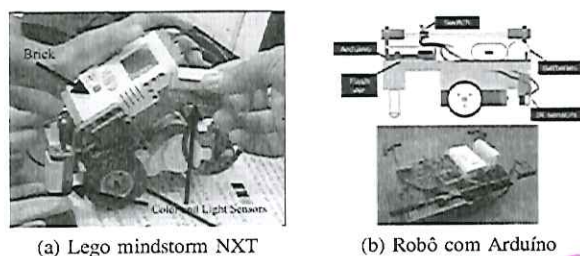 Brick
Color and Light Sensors
(a) Lego mindstorm NXT
Switch
Arduino
Batteries
IR sensors
(b) Robô com Arduíno